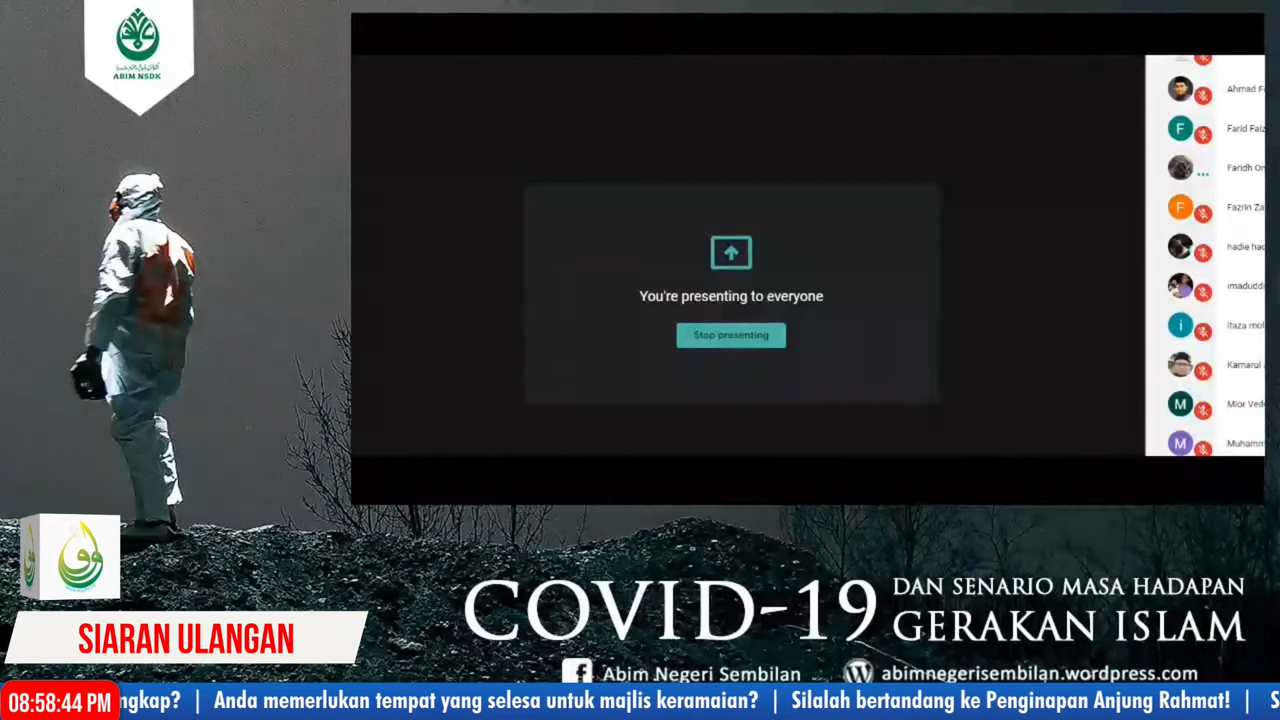 ABIM NSDK
Ahmad F
F
Farid Faiz
Faridh On
F
Fazrin Za
hadie had
imaduddi
i
You're presenting to everyone
Stop presenting
Kamarul
M
Mior Ved
M
Muhamm
COVID-19
DAN SENARIO MASA HADAPAN
GERAKAN ISLAM
SIARAN ULANGAN
Abim Negeri Sembilan
abimnegerisembilan.wordpress.com
08:58:44 PM
ngkap? | Anda memerlukan tempat yang selesa untuk majlis keramaian? | Silalah bertandang ke Penginapan Anjung Rahmat! | S